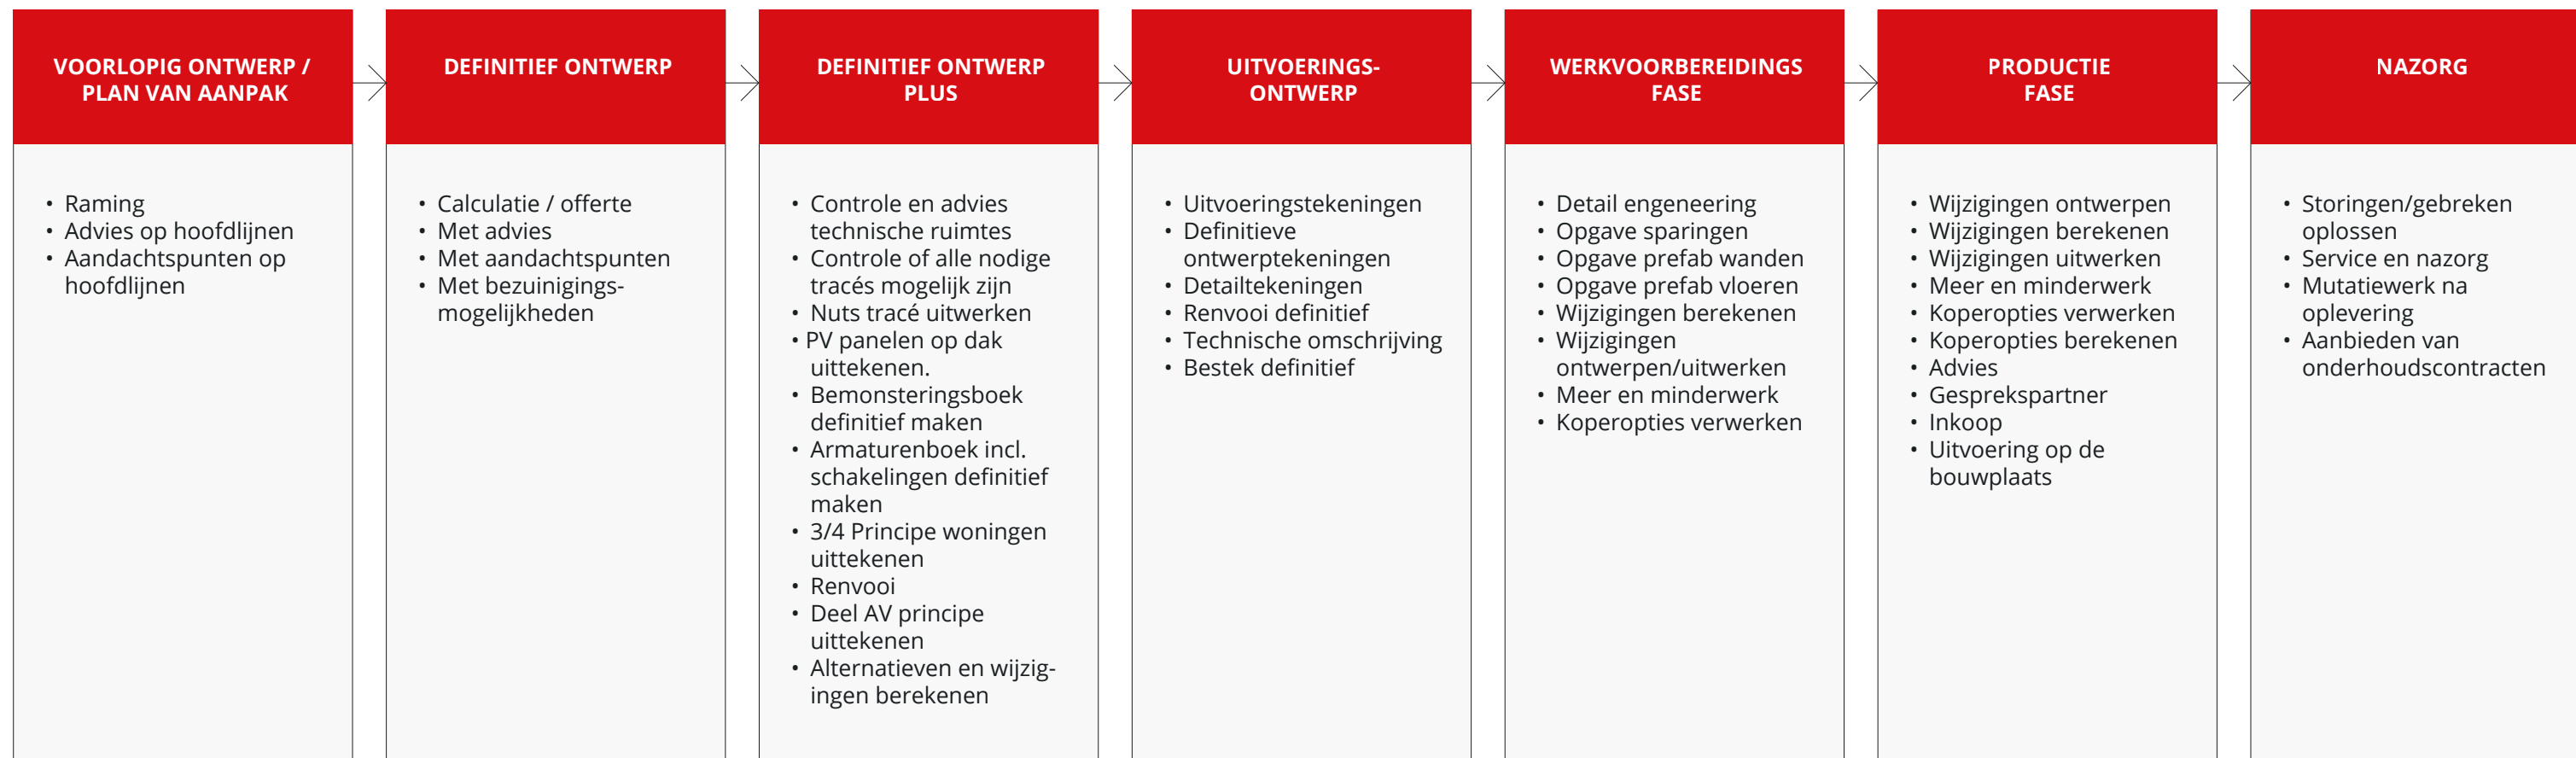 VOORLOPIG ONTWERP /
PLAN VAN AANPAK
• Raming
• Advies op hoofdlijnen
• Aandachtspunten op
hoofdlijnen
DEFINITIEF ONTWERP
• Calculatie / offerte
• Met advies
• Met aandachtspunten
• Met bezuinigings-
mogelijkheden
DEFINITIEF ONTWERP
PLUS
• Controle en advies
technische ruimtes
• Controle of alle nodige
tracés mogelijk zijn
• Nuts tracé uitwerken
• PV panelen op dak
uittekenen.
• Bemonsteringsboek
definitief maken
• Armaturenboek incl.
schakelingen definitief
maken
• 3/4 Principe woningen
uittekenen
• Renvooi
• Deel AV principe
uittekenen
• Alternatieven en wijzig-
ingen berekenen
UITVOERINGS-
ONTWERP
• Uitvoeringstekeningen
• Definitieve
ontwerptekeningen
• Detailtekeningen
• Renvooi definitief
• Technische omschrijving
• Bestek definitief
WERKVOORBEREIDINGS
FASE
• Detail engeneering
• Opgave sparingen
• Opgave prefab wanden
• Opgave prefab vloeren
• Wijzigingen berekenen
• Wijzigingen
ontwerpen/uitwerken
• Meer en minderwerk
• Koperopties verwerken
PRODUCTIE
FASE
• Wijzigingen ontwerpen
• Wijzigingen berekenen
• Wijzigingen uitwerken
• Meer en minderwerk
• Koperopties verwerken
• Koperopties berekenen
• Advies
• Gesprekspartner
• Inkoop
• Uitvoering op de
bouwplaats
NAZORG
• Storingen/gebreken
oplossen
• Service en nazorg
• Mutatiewerk na
oplevering
• Aanbieden van
onderhoudscontracten